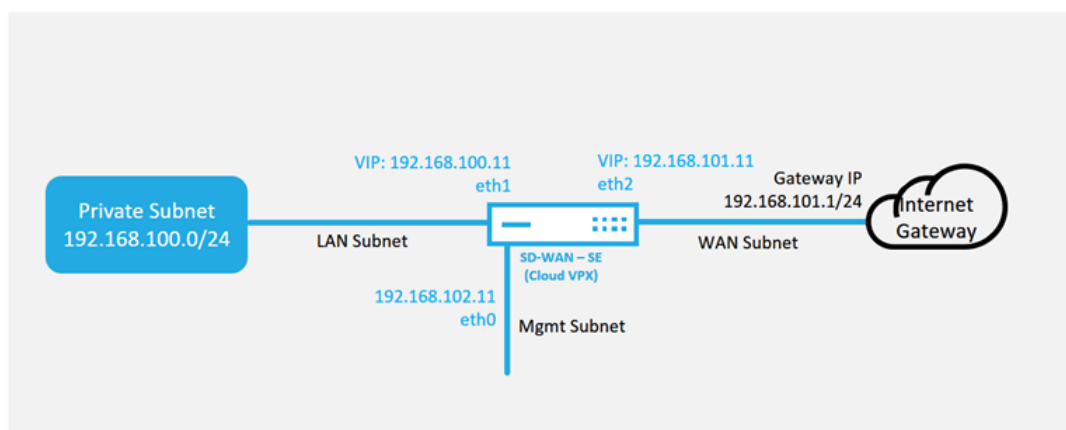 Private Subnet
192.168.100.0/24
LAN Subnet
VIP: 192.168.100.11
eth1
VIP: 192.168.101.11
eth2
SD-WAN – SE
(Cloud VPX)
192.168.102.11
eth0
Mgmt Subnet
Gateway IP
192.168.101.1/24
WAN Subnet
Internet
Gateway